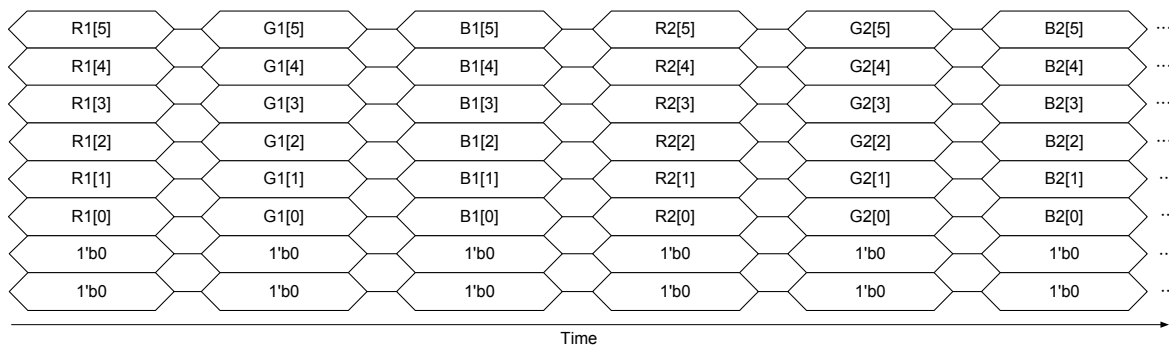 R1[5] G1[5] B1[5] R2[5] G2[5] B2[5] ...
R1[4] G1[4] B1[4] R2[4] G2[4] B2[4] ...
R1[3] G1[3] B1[3] R2[3] G2[3] B2[3] ...
R1[2] G1[2] B1[2] R2[2] G2[2] B2[2] ...
R1[1] G1[1] B1[1] R2[1] G2[1] B2[1] ...
R1[0] G1[0] B1[0] R2[0] G2[0] B2[0] ...
1'b0 1'b0 1'b0 1'b0 1'b0 1'b0 ...
1'b0 1'b0 1'b0 1'b0 1'b0 1'b0 ...
Time